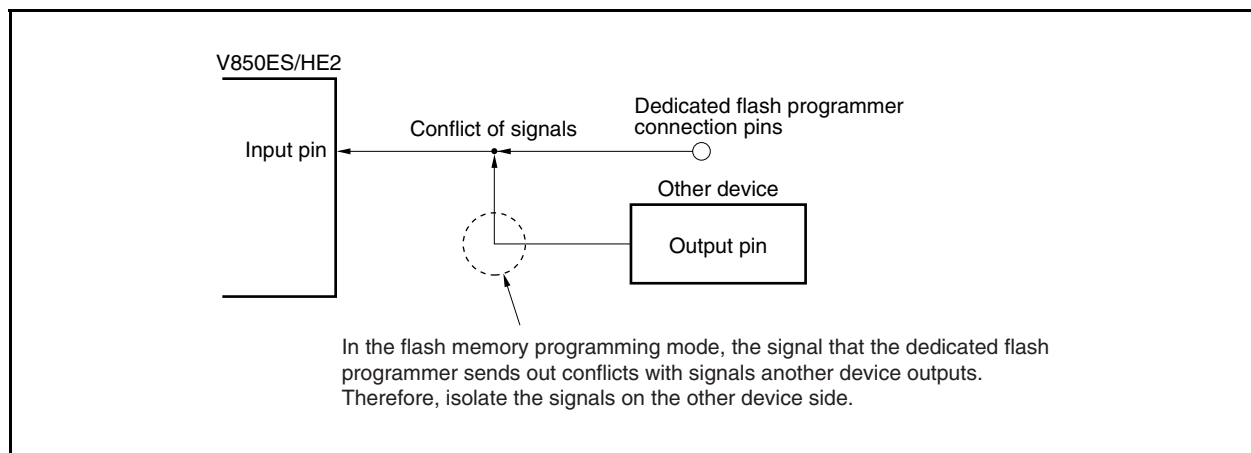 V850ES/HE2
Dedicated flash programmer
connection pins
Conflict of signals
Input pin
Other device
Output pin
In the flash memory programming mode, the signal that the dedicated flash
programmer sends out conflicts with signals another device outputs.
Therefore, isolate the signals on the other device side.